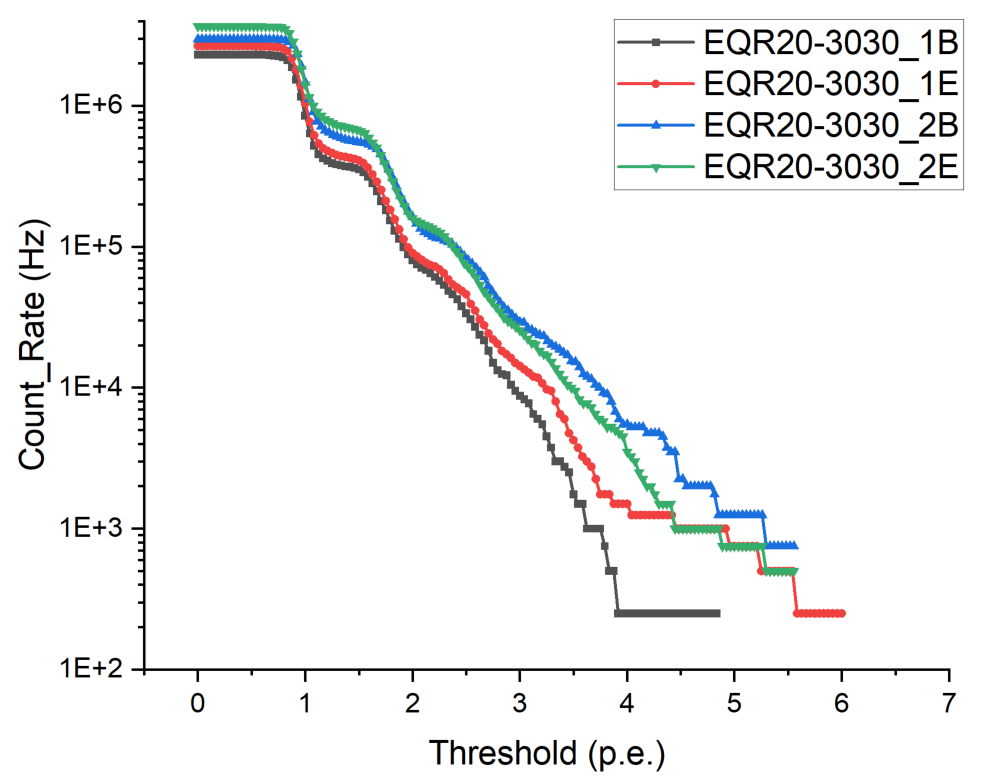 EQR20-3030_1B
EQR20-3030_1E
EQR20-3030_2B
EQR20-3030_2E
Count_Rate (Hz)
1E+6
1E+5
1E+4
1E+3
1E+2
0 1 2 3 4 5 6 7
Threshold (p.e.)